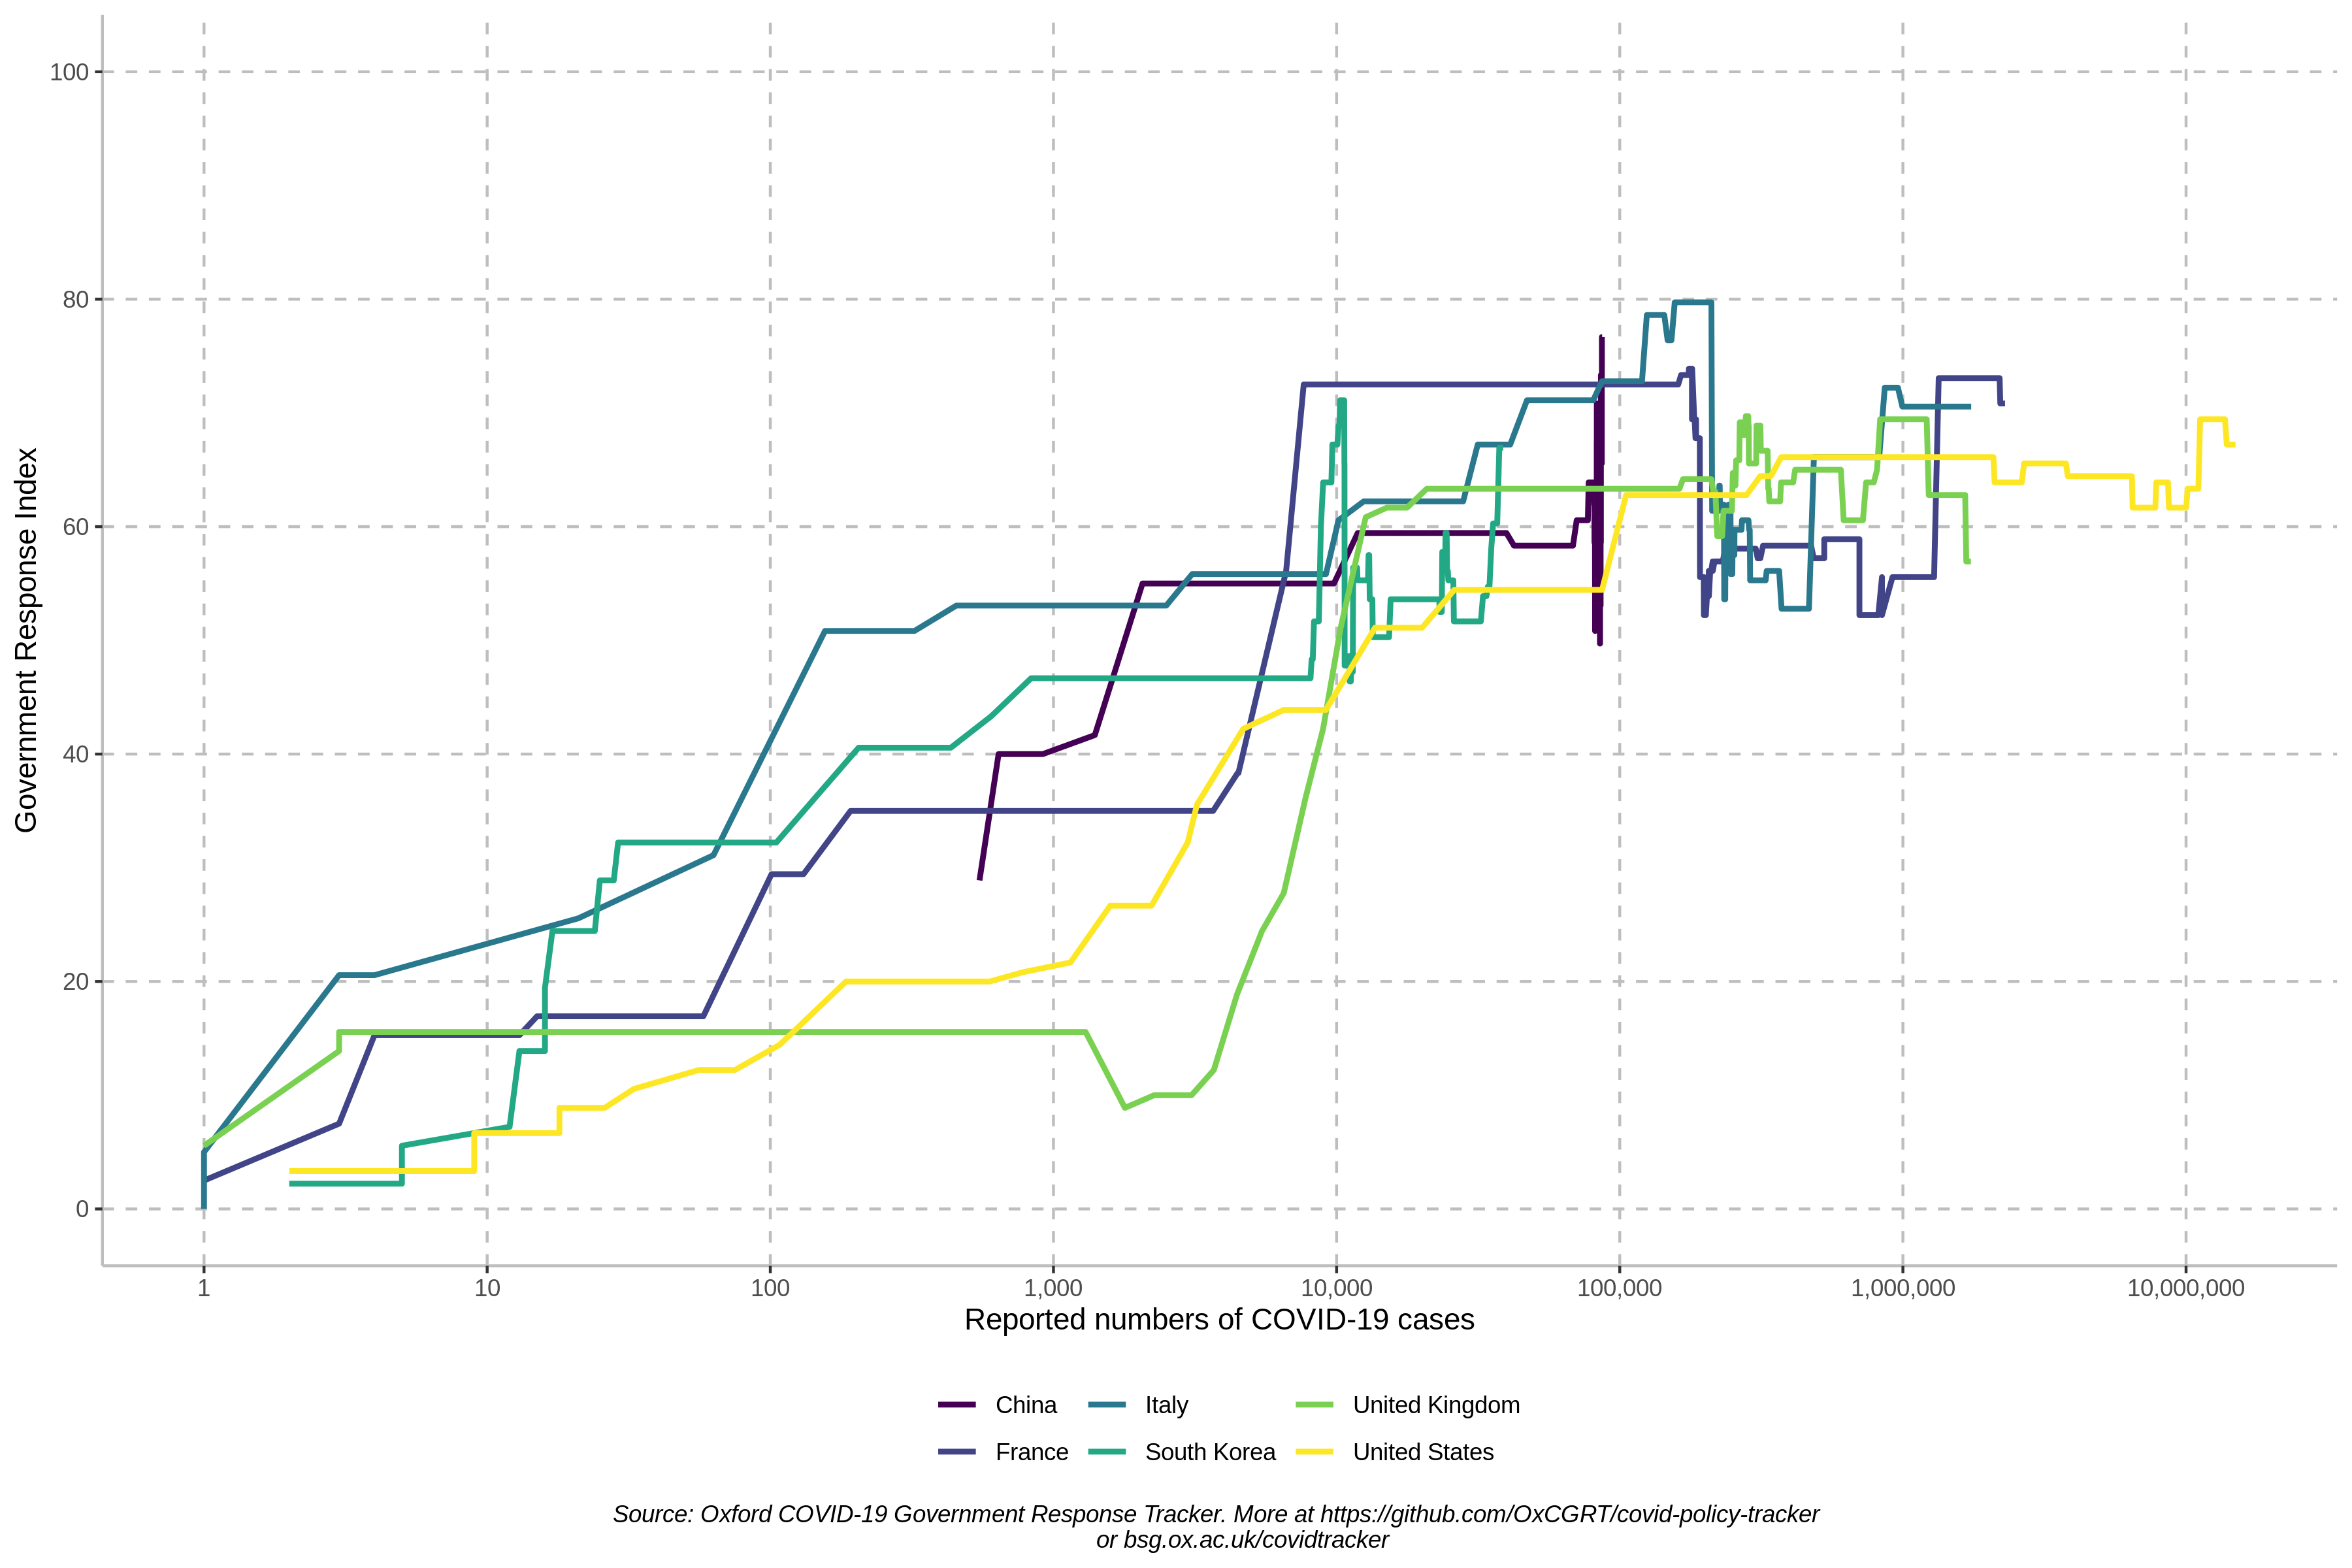 100
80
60
40
20
0
Government Response Index
1 10 100 1,000 10,000 100,000 1,000,000 10,000,000
Reported numbers of COVID-19 cases
China Italy United Kingdom
France South Korea United States
Source: Oxford COVID-19 Government Response Tracker. More at https://github.com/OxCGRT/covid-policy-tracker
or bsg.ox.ac.uk/covidtracker